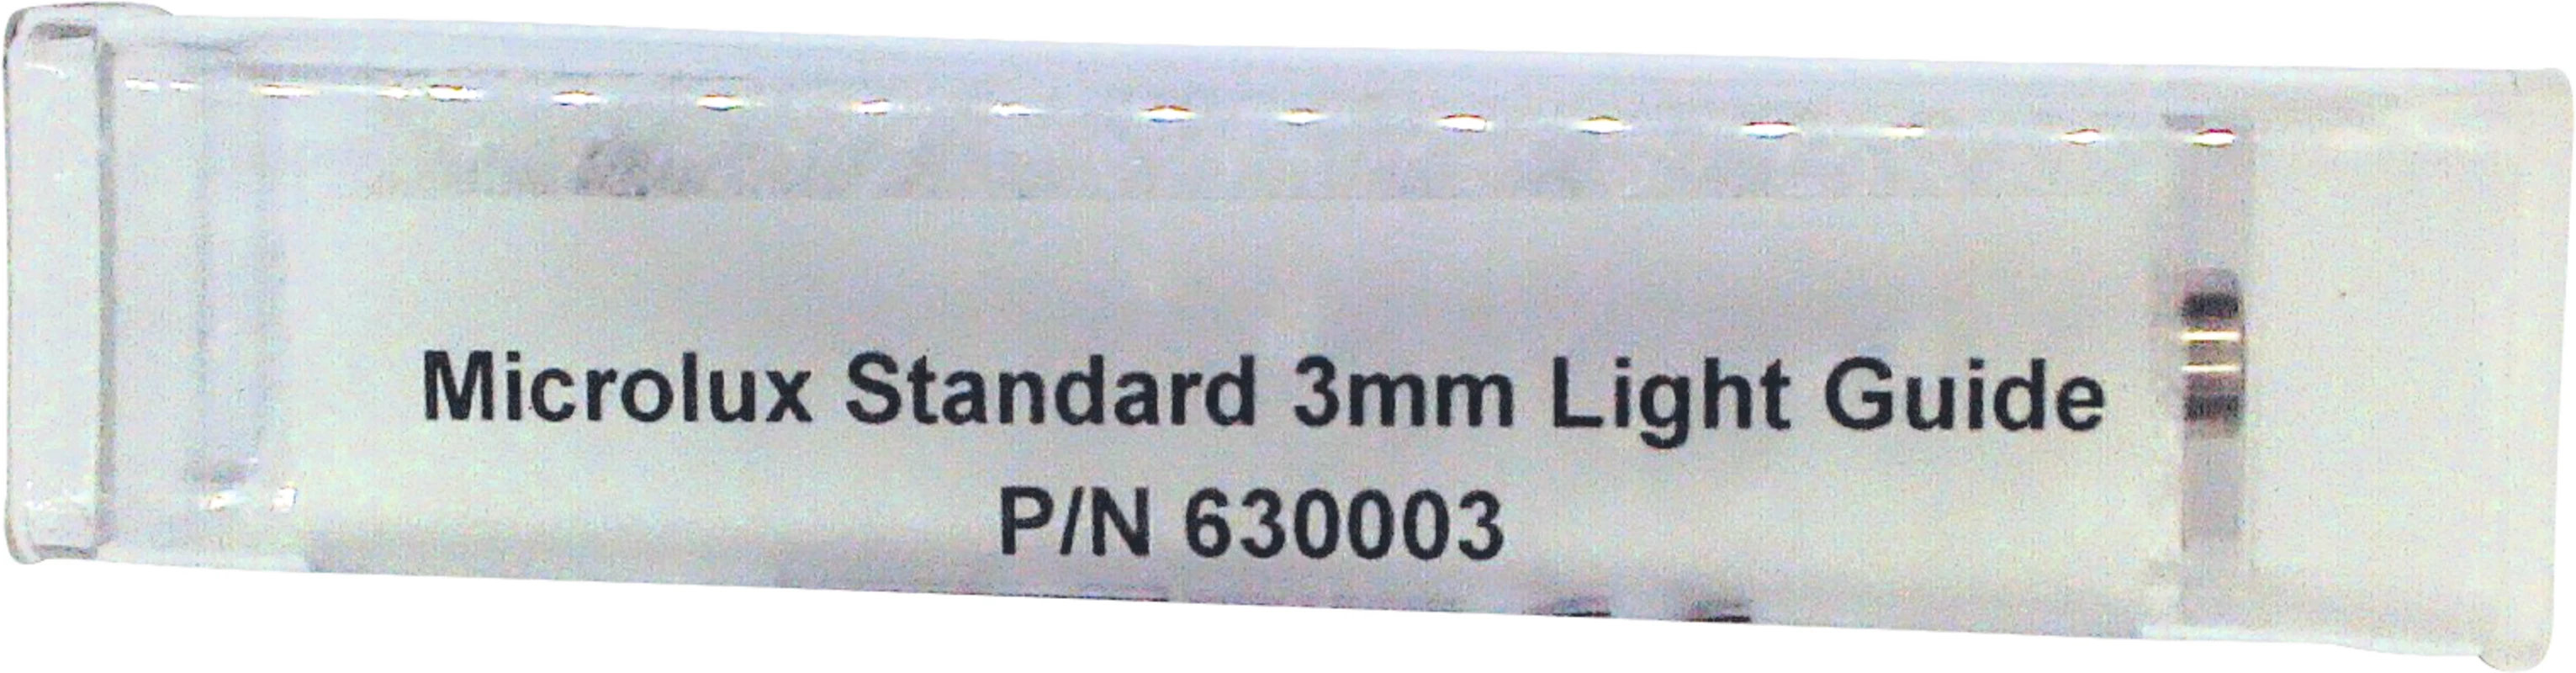 Microlux Standard 3mm Light Guide
P/N 630003